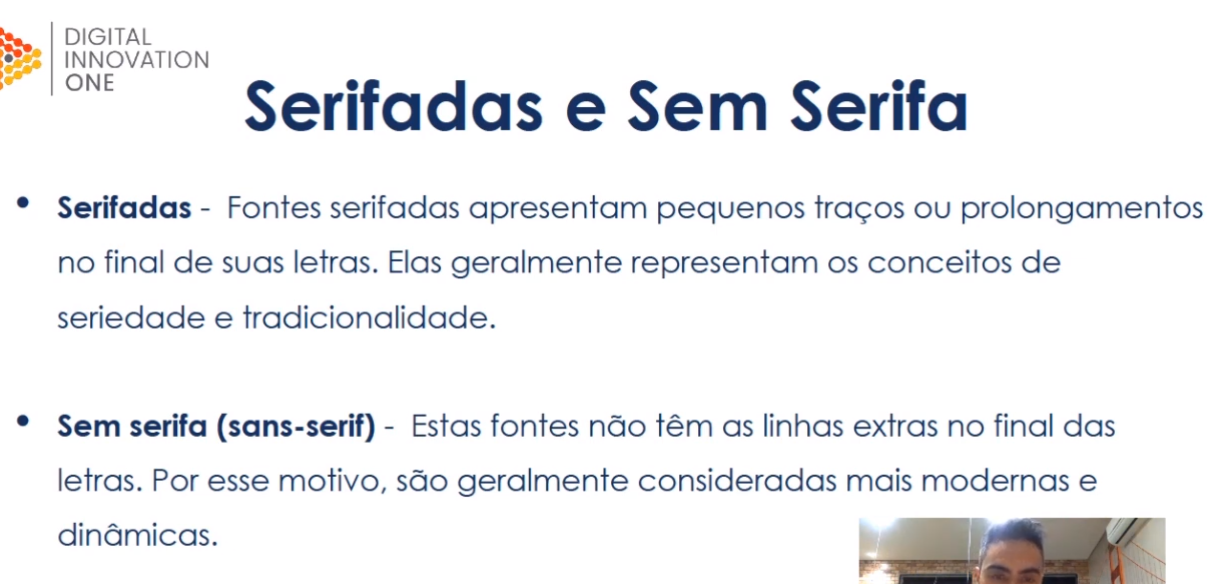 DIGITAL
INNOVATION
ONE
Serifadas e Sem Serifa
• Serifadas - Fontes serifadas apresentam pequenos traços ou prolongamentos
no final de suas letras. Elas geralmente representam os conceitos de
seriedade e tradicionalidade.
• Sem serifa (sans-serif) - Estas fontes não têm as linhas extras no final das
letras. Por esse motivo, são geralmente consideradas mais modernas e
dinâmicas.